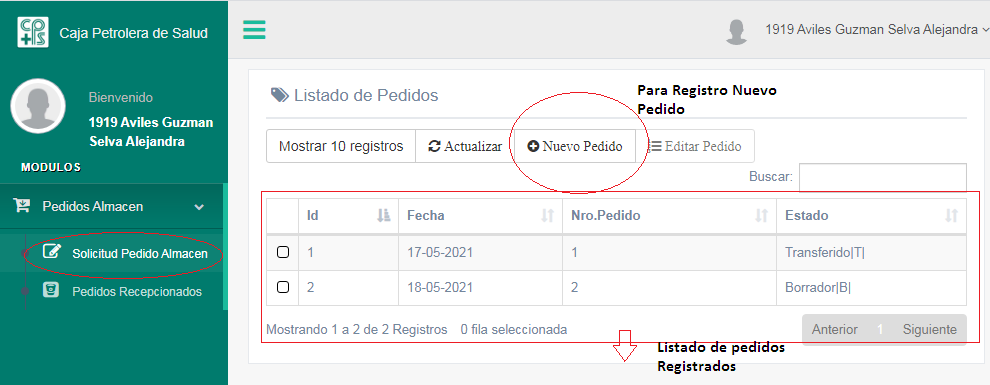 CPS
Caja Petrolera de Salud
1919 Aviles Guzman Selva Alejandra
Bienvenido
1919 Aviles Guzman
Selva Alejandra
MODULOS
Pedidos Almacen
Solicitud Pedido Almacen
Pedidos Recepcionados
Listado de Pedidos
Para Registro Nuevo
Pedido
Mostrar 10 registros Actualizar Nuevo Pedido Editar Pedido
Buscar:
Id Fecha Nro.Pedido Estado
1 17-05-2021 1 Transferido|T|
2 18-05-2021 2 Borrador|B|
Mostrando 1 a 2 de 2 Registros 0 fila seleccionada Anterior 1 Siguiente
Listado de pedidos
Registrados